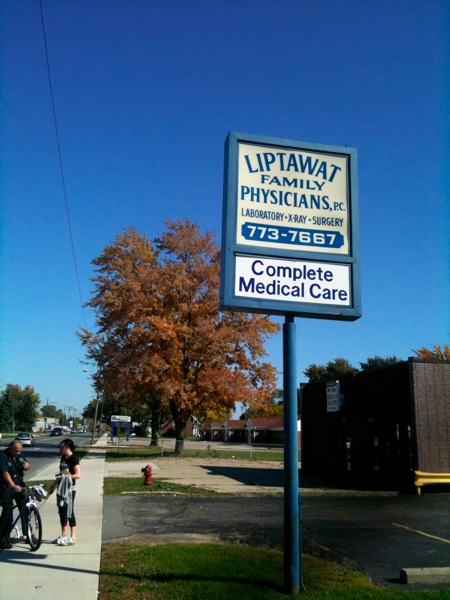 LIPTAWAT
FAMILY
PHYSICIANS, P.C.
LABORATORY • X-RAY • SURGERY
773-7667
Complete
Medical Care